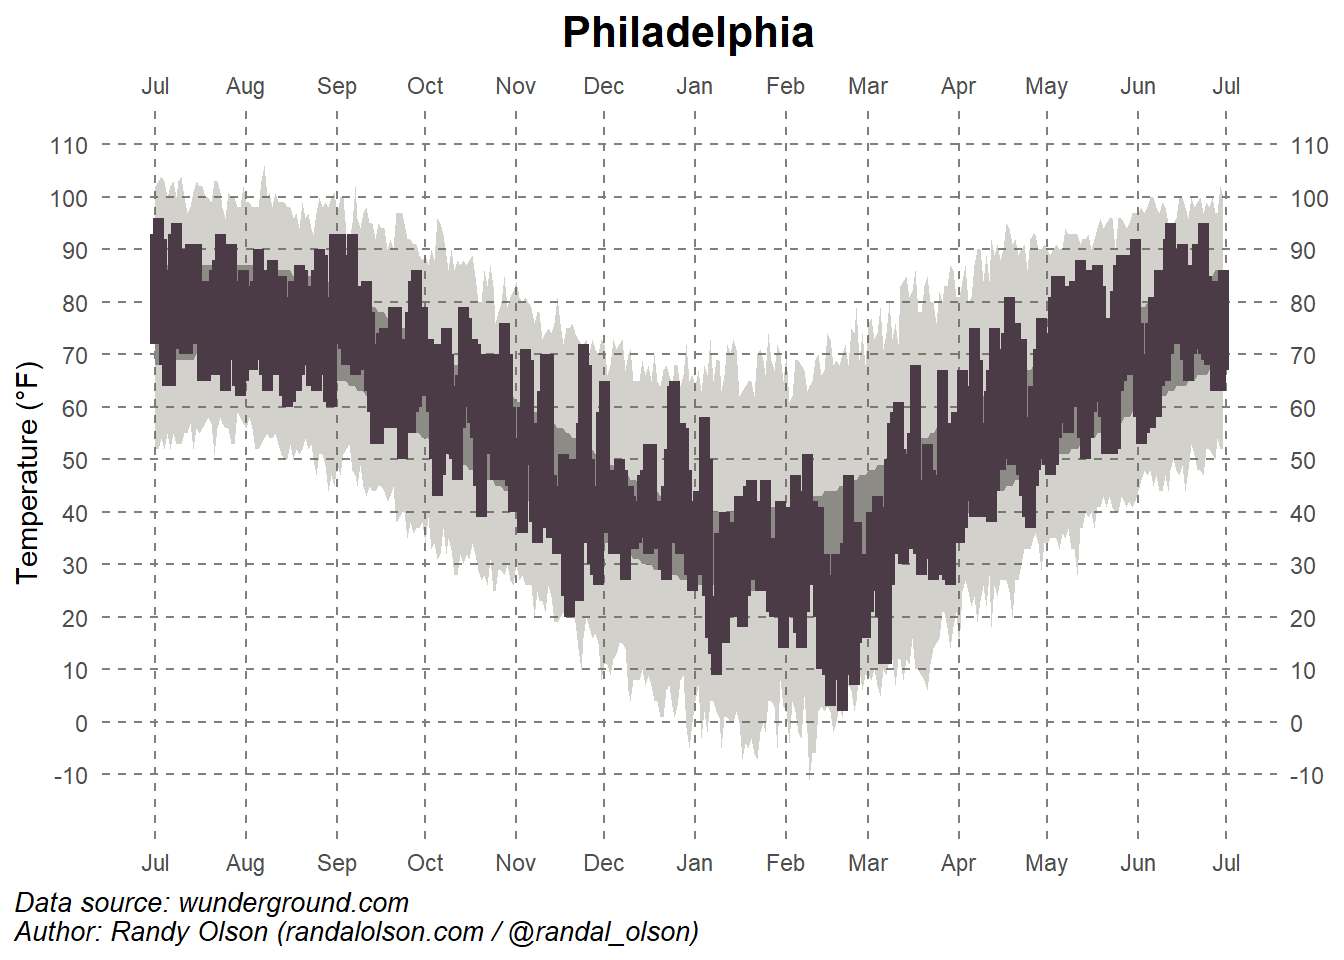 Philadelphia
Jul Aug Sep Oct Nov Dec Jan Feb Mar Apr May Jun Jul
110 110
100 100
90 90
80 80
70 70
60 60
50 50
40 40
30 30
20 20
10 10
0 0
-10 -10
Temperature (°F)
Jul Aug Sep Oct Nov Dec Jan Feb Mar Apr May Jun Jul
Data source: wunderground.com
Author: Randy Olson (randalolson.com / @randal_olson)